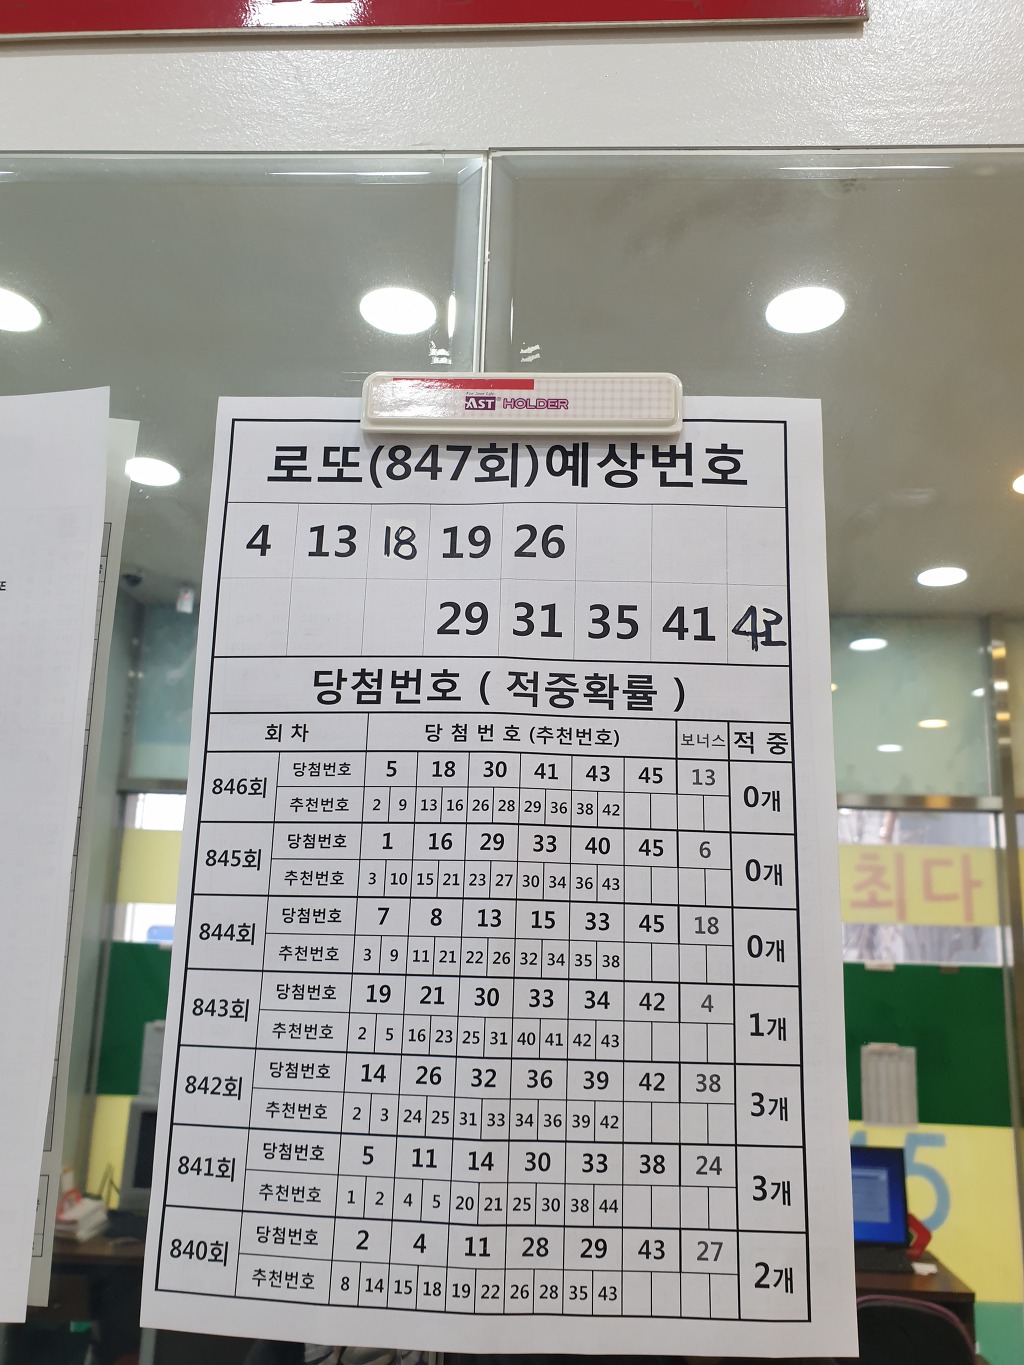 For Your Life
AST HOLDER
로또(847회)예상번호
4 13 18 19 26
29 31 35 41 42
당첨번호 ( 적중확률 )
회 차 당 첨 번 호 (추천번호) 보너스 적 중
846회 당첨번호 5 18 30 41 43 45 13 0개
추천번호 2 9 13 16 26 28 29 36 38 42
845회 당첨번호 1 16 29 33 40 45 6 0개
추천번호 3 10 15 21 23 27 30 34 36 43
844회 당첨번호 7 8 13 15 33 45 18 0개
추천번호 3 9 11 21 22 26 32 34 35 38
843회 당첨번호 19 21 30 33 34 42 4 1개
추천번호 2 5 16 23 25 31 40 41 42 43
842회 당첨번호 14 26 32 36 39 42 38 3개
추천번호 2 3 24 25 31 33 34 36 39 42
841회 당첨번호 5 11 14 30 33 38 24 3개
추천번호 1 2 4 5 20 21 25 30 38 44
840회 당첨번호 2 4 11 28 29 43 27 2개
추천번호 8 14 15 18 19 22 26 28 35 43
최다
5